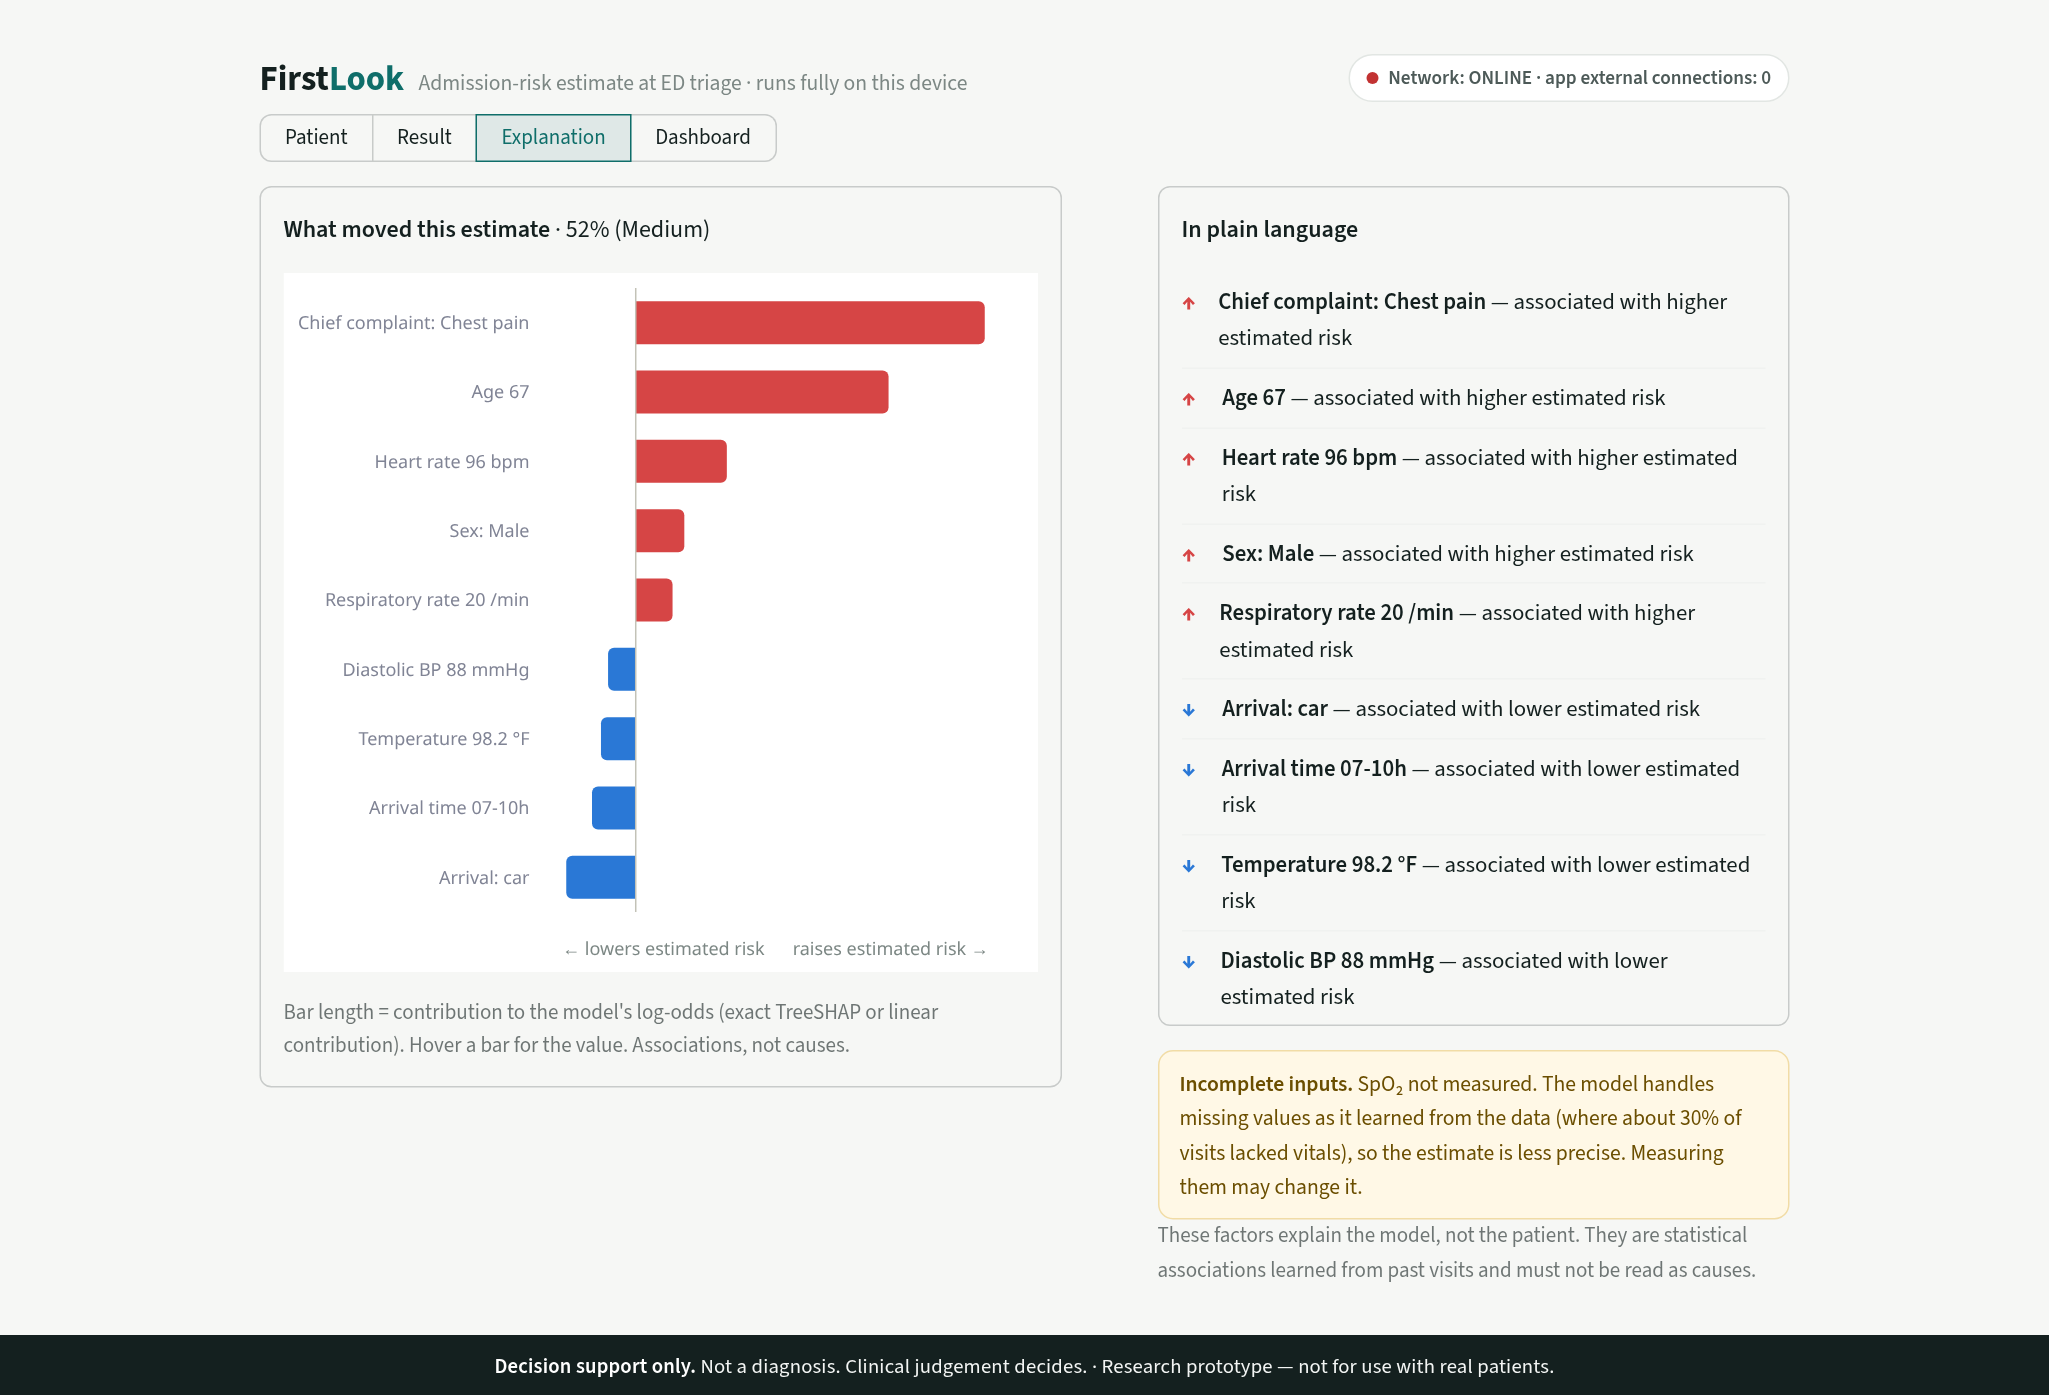 FirstLook Admission-risk estimate at ED triage · runs fully on this device
Network: ONLINE · app external connections: 0
Patient
Result
Explanation
Dashboard
What moved this estimate · 52% (Medium)
Chief complaint: Chest pain
Age 67
Heart rate 96 bpm
Sex: Male
Respiratory rate 20 /min
Diastolic BP 88 mmHg
Temperature 98.2 °F
Arrival time 07-10h
Arrival: car
← lowers estimated risk
raises estimated risk →
Bar length = contribution to the model's log-odds (exact TreeSHAP or linear
contribution). Hover a bar for the value. Associations, not causes.
In plain language
↑ Chief complaint: Chest pain — associated with higher
estimated risk
↑ Age 67 — associated with higher estimated risk
↑ Heart rate 96 bpm — associated with higher estimated
risk
↑ Sex: Male — associated with higher estimated risk
↑ Respiratory rate 20 /min — associated with higher
estimated risk
↓ Arrival: car — associated with lower estimated risk
↓ Arrival time 07-10h — associated with lower estimated
risk
↓ Temperature 98.2 °F — associated with lower estimated
risk
↓ Diastolic BP 88 mmHg — associated with lower
estimated risk
Incomplete inputs. SpO₂ not measured. The model handles
missing values as it learned from the data (where about 30% of
visits lacked vitals), so the estimate is less precise. Measuring
them may change it.
These factors explain the model, not the patient. They are statistical
associations learned from past visits and must not be read as causes.
Decision support only. Not a diagnosis. Clinical judgement decides. · Research prototype — not for use with real patients.